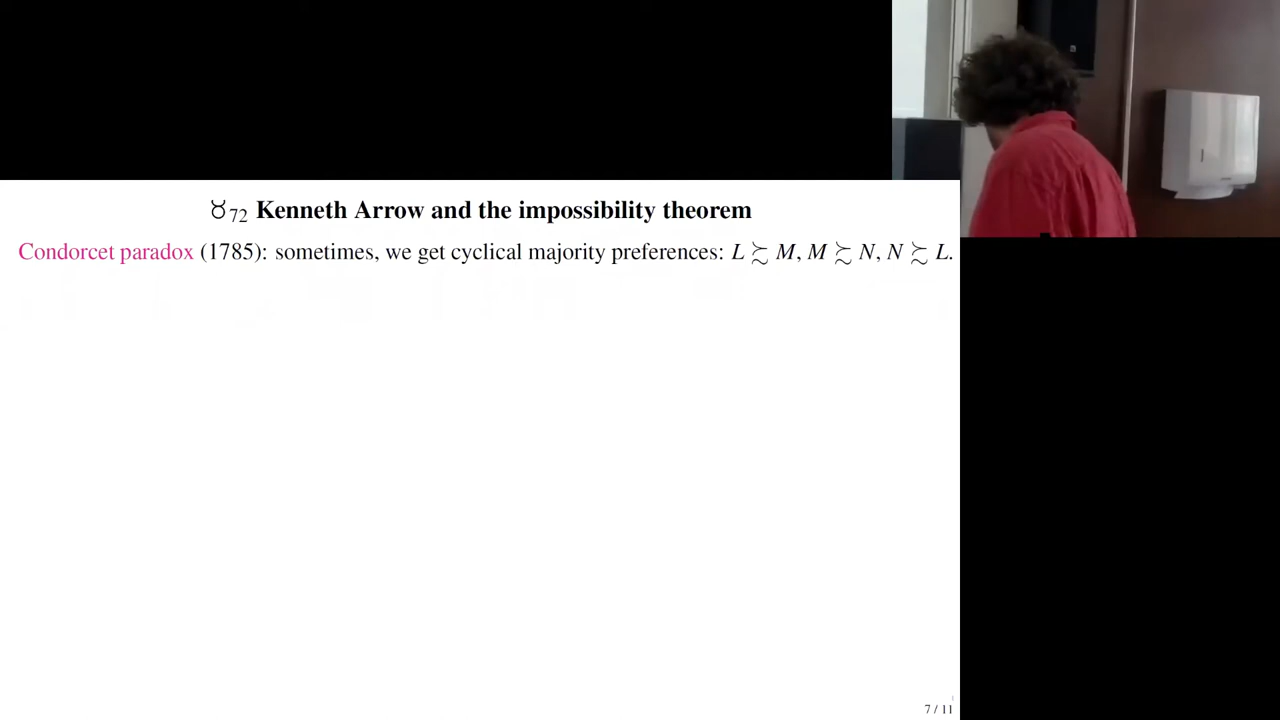 ♉72 Kenneth Arrow and the impossibility theorem
Condorcet paradox (1785): sometimes, we get cyclical majority preferences: L ≿ M, M ≿ N, N ≿ L.
7 / 11